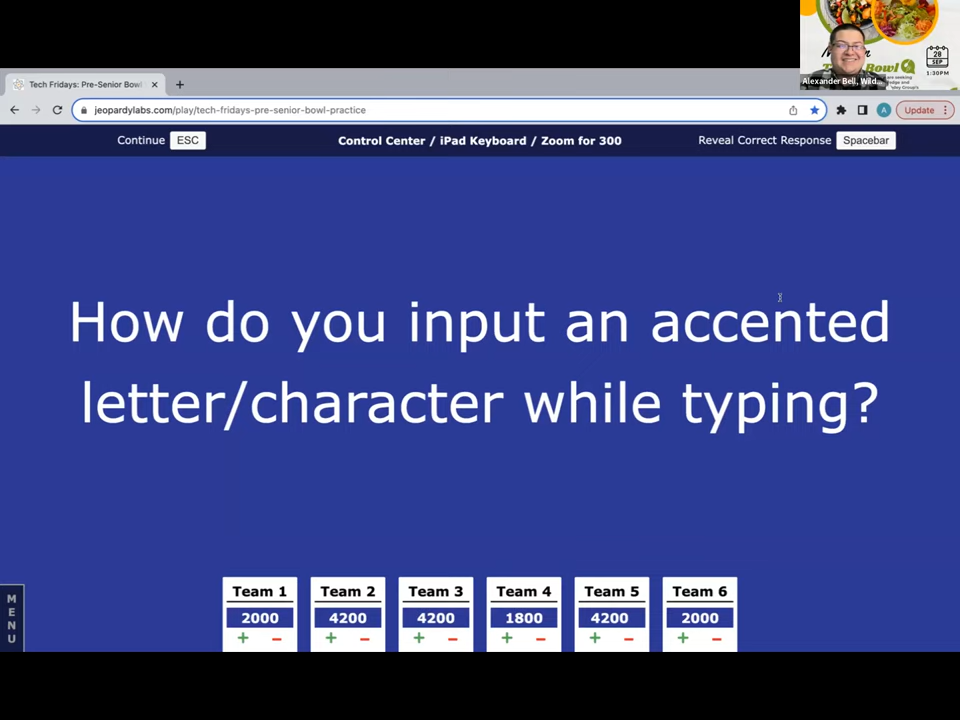 28
SEP
1:30PM
Alexander Bell, Wild...
Tech Fridays: Pre-Senior Bowl
jeopardylabs.com/play/tech-fridays-pre-senior-bowl-practice
A
Update
Continue ESC
Control Center / iPad Keyboard / Zoom for 300
Reveal Correct Response Spacebar
How do you input an accented
letter/character while typing?
MENU
Team 1 Team 2 Team 3 Team 4 Team 5 Team 6
2000 4200 4200 1800 4200 2000
+ − + − + − + − + − + −